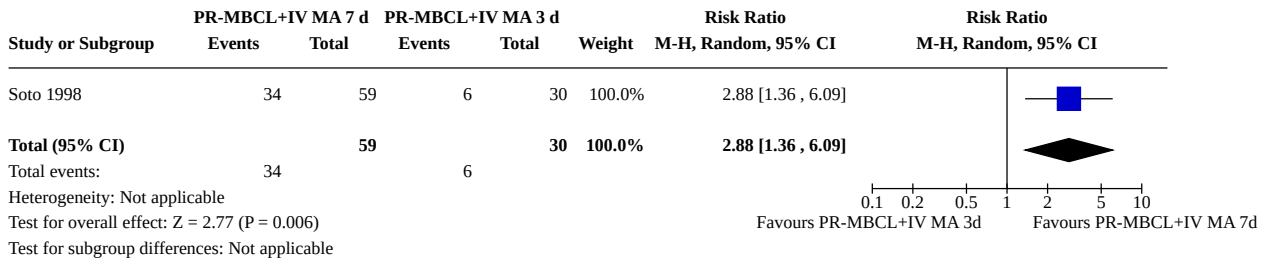 PR-MBCL+IV MA 7 d PR-MBCL+IV MA 3 d Risk Ratio Risk Ratio
Study or Subgroup Events Total Events Total Weight M-H, Random, 95% CI M-H, Random, 95% CI
Soto 1998 34 59 6 30 100.0% 2.88 [1.36 , 6.09]
Total (95% CI) 59 30 100.0% 2.88 [1.36 , 6.09]
Total events: 34 6
Heterogeneity: Not applicable
0.1 0.2 0.5 1 2 5 10
Test for overall effect: Z = 2.77 (P = 0.006) Favours PR-MBCL+IV MA 3d Favours PR-MBCL+IV MA 7d
Test for subgroup differences: Not applicable